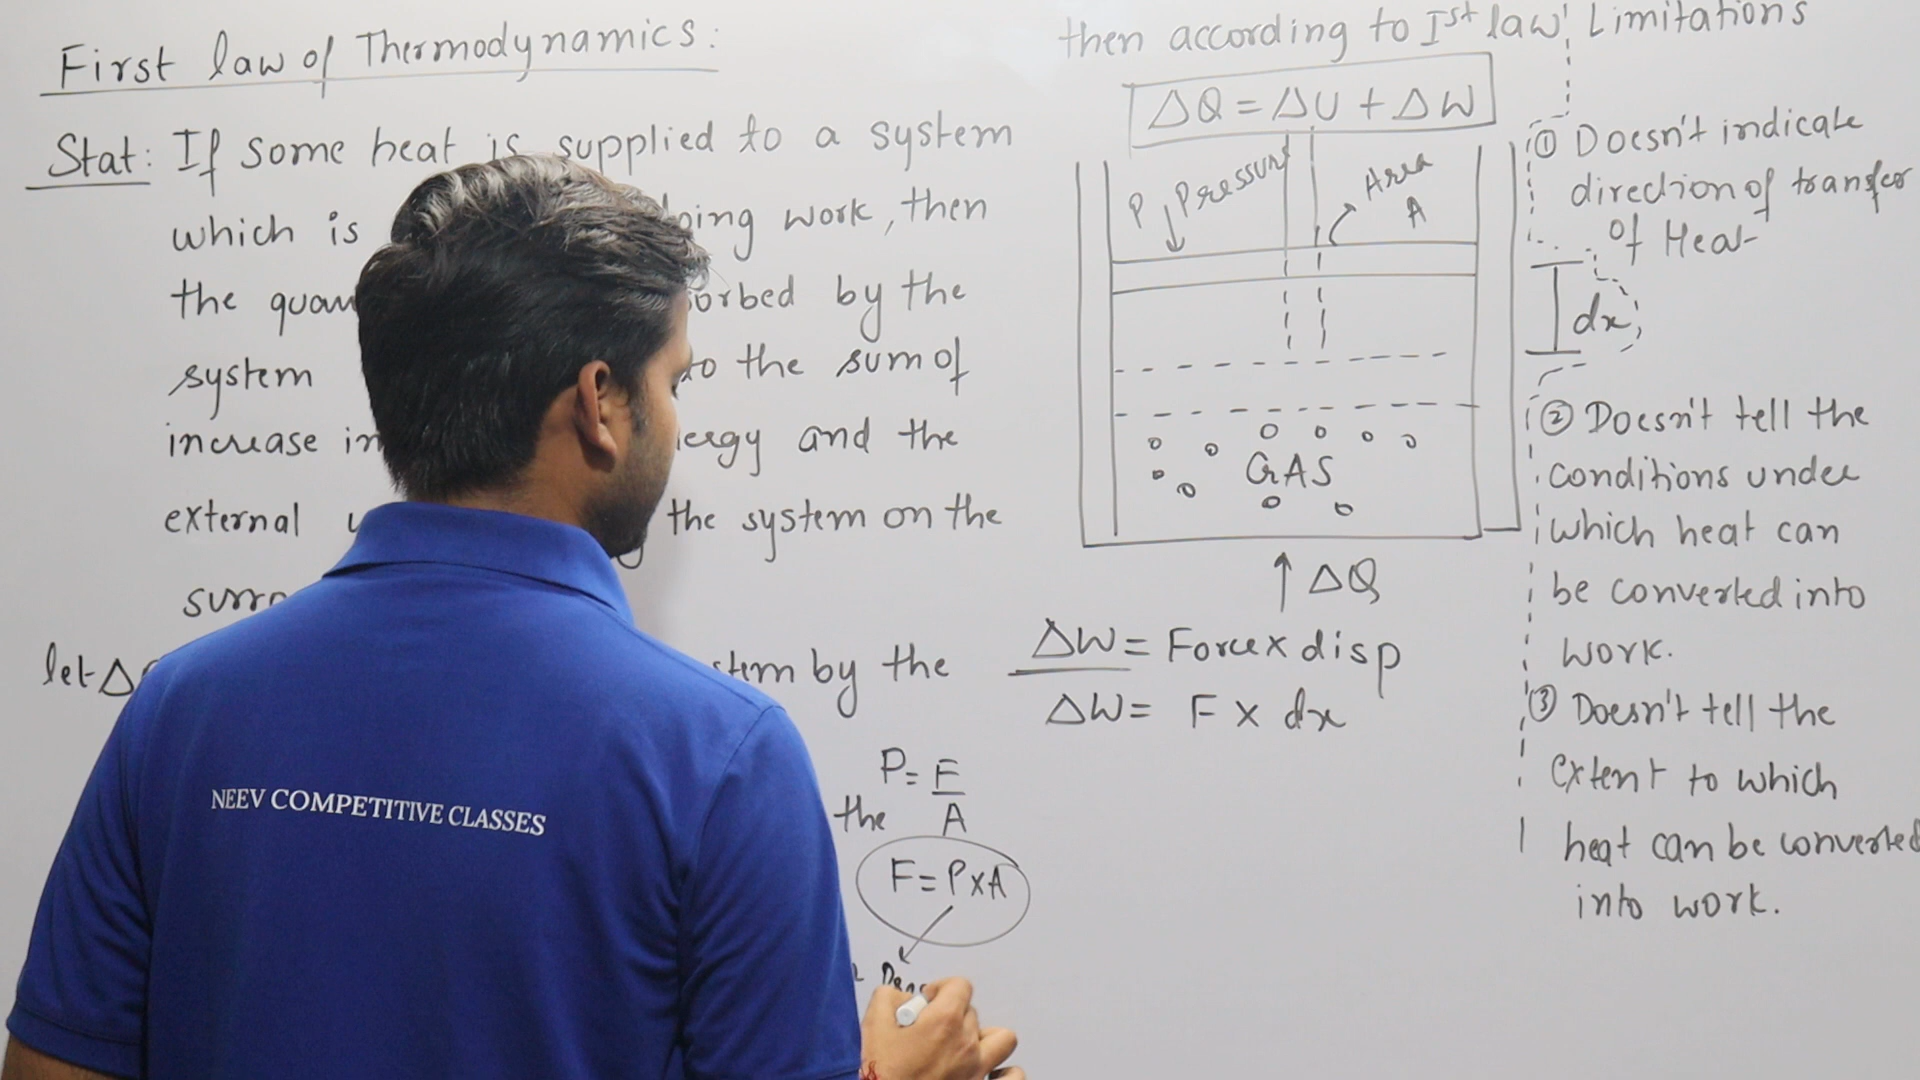 First law of Thermodynamics:
Stat: If some heat is supplied to a system
which is doing work, then
the quan orbed by the
system to the sum of
increase in ergy and the
external the system on the
surro
let Δ stem by the
the
P = F
A
F = P × A
NEEV COMPETITIVE CLASSES
then according to Ist law
ΔQ = ΔU + ΔW
P Pressure
Area
A
dx
GAS
ΔQ
ΔW = Force x disp
ΔW = F x dx
Limitations
① Doesn't indicate
direction of transfer
of Heat
② Doesn't tell the
conditions under
which heat can
be converted into
work.
③ Doesn't tell the
extent to which
heat can be converted
into work.